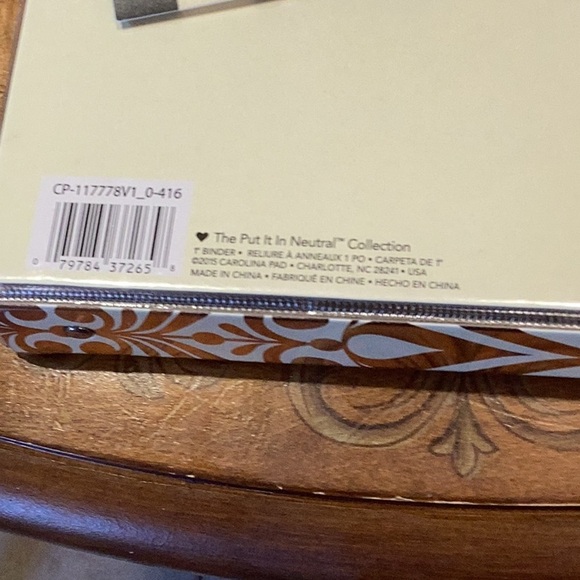 CP-117778V1_0-416
0 79784 37265 8
♥ The Put It In Neutral™ Collection
1" BINDER • RELIURE À ANNEAUX 1 PO • CARPETA DE 1"
©2015 CAROLINA PAD • CHARLOTTE, NC 28241 • USA
MADE IN CHINA • FABRIQUÉ EN CHINE • HECHO EN CHINA